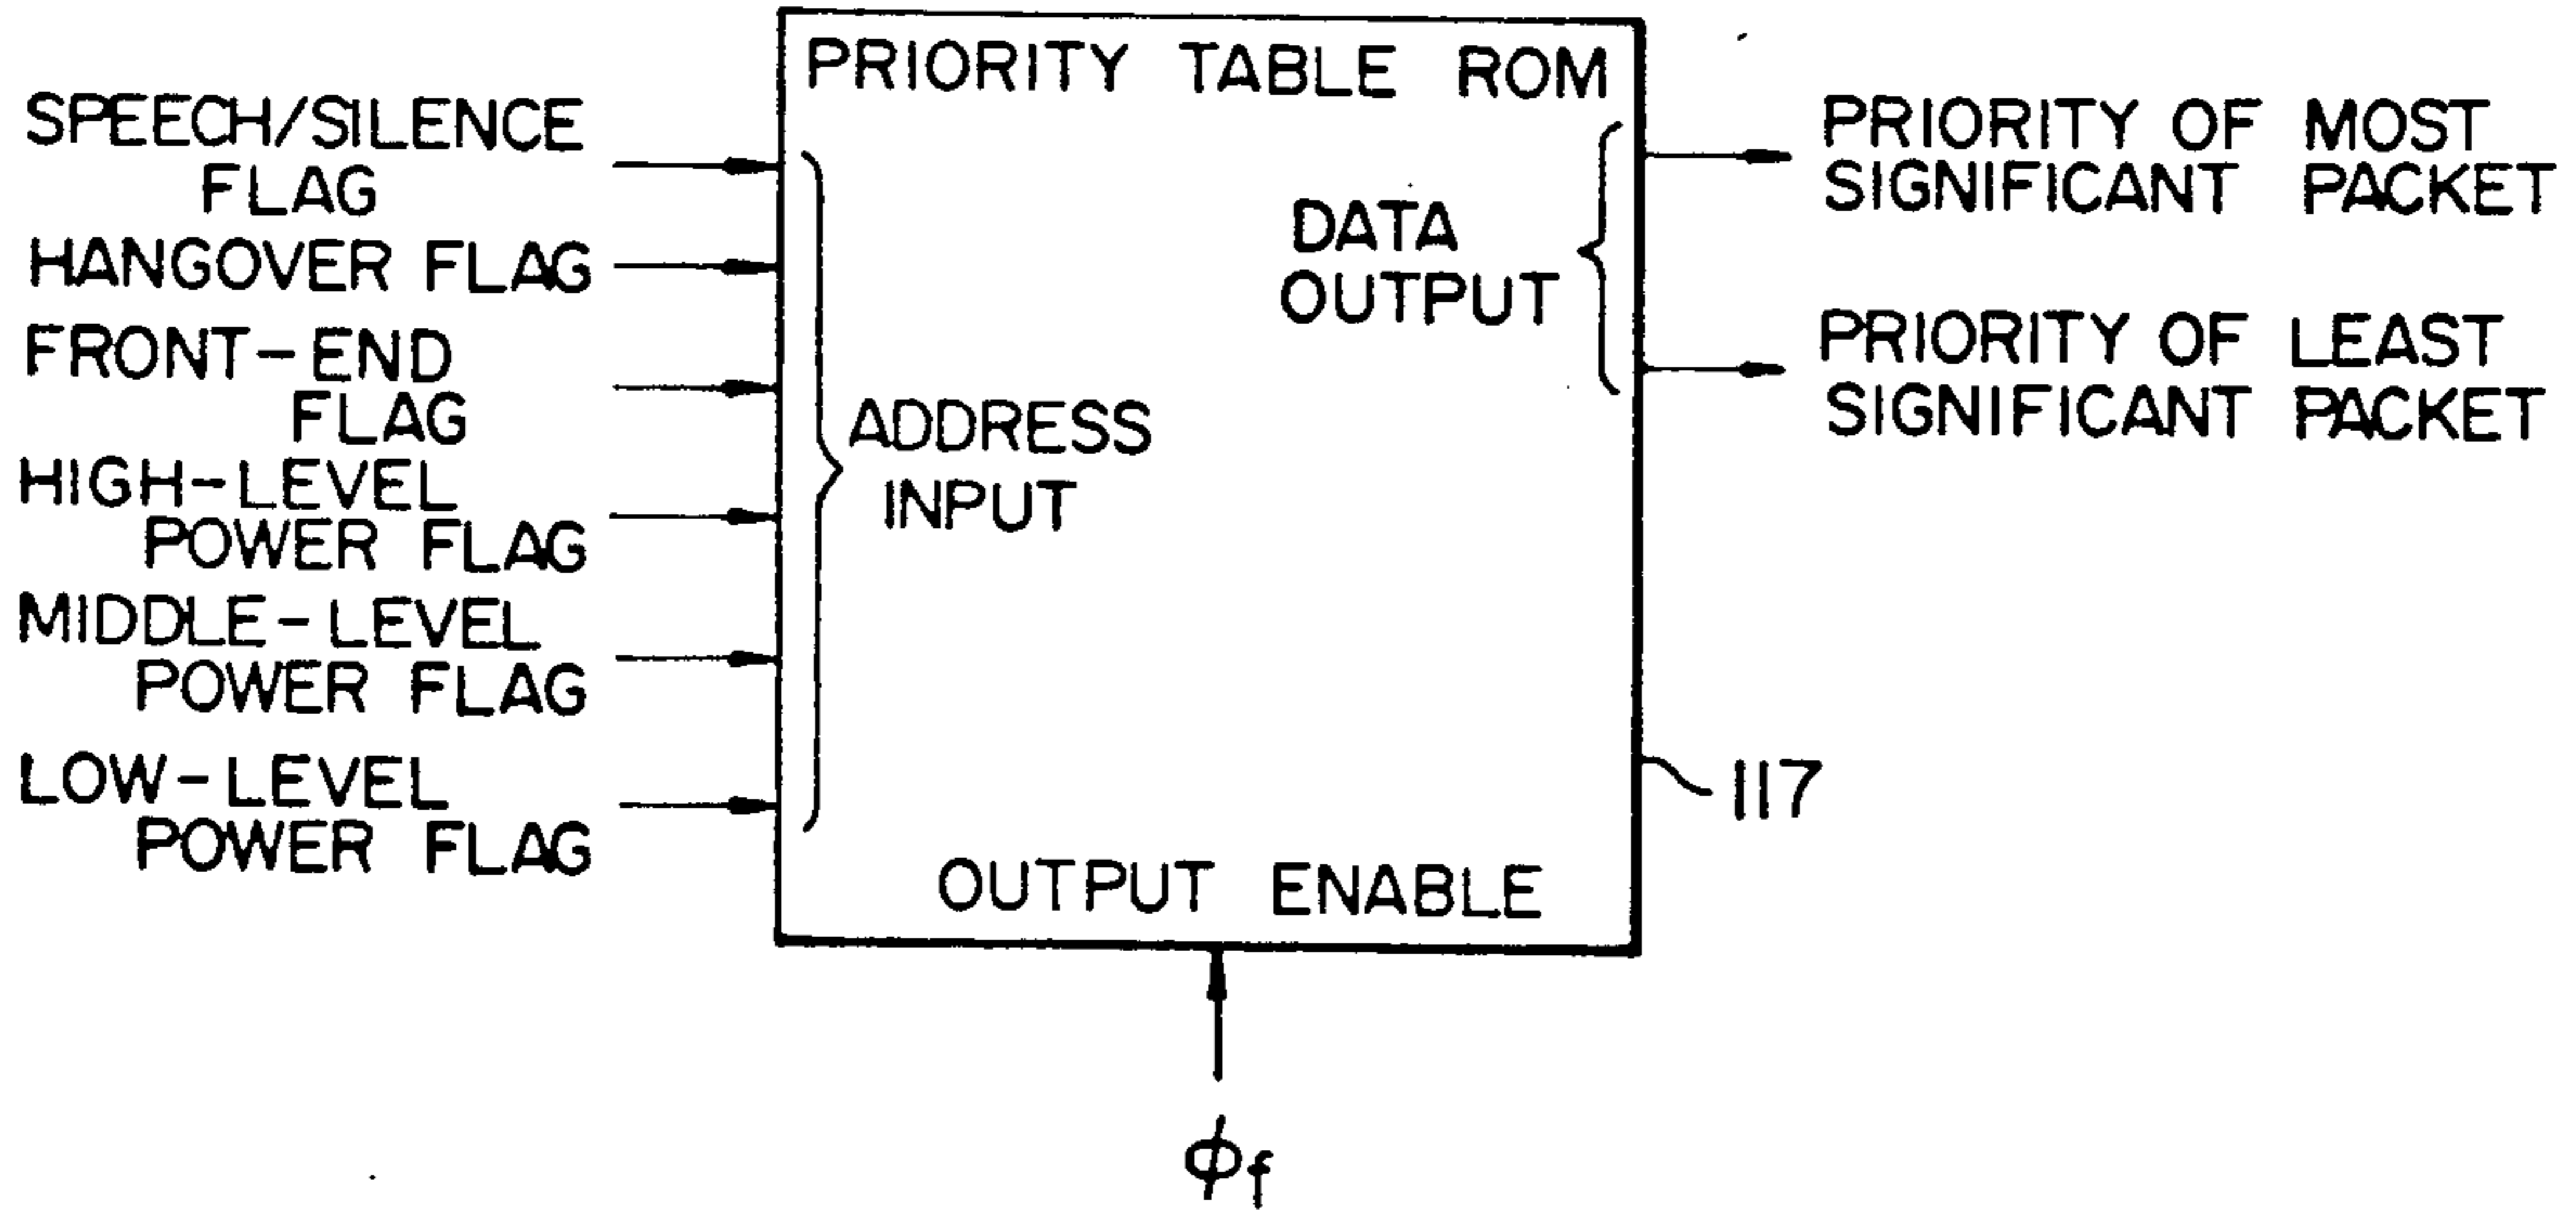 PRIORITY TABLE ROM
SPEECH/SILENCE
FLAG
HANGOVER FLAG
FRONT-END
FLAG
HIGH-LEVEL
POWER FLAG
MIDDLE-LEVEL
POWER FLAG
LOW-LEVEL
POWER FLAG
ADDRESS
INPUT
DATA
OUTPUT
PRIORITY OF MOST
SIGNIFICANT PACKET
PRIORITY OF LEAST
SIGNIFICANT PACKET
117
OUTPUT ENABLE
ϕf